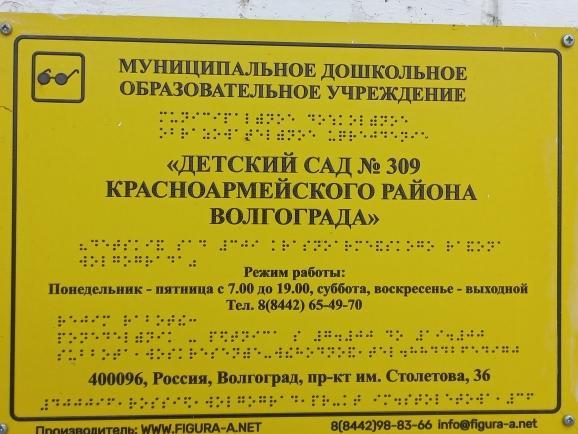 МУНИЦИПАЛЬНОЕ ДОШКОЛЬНОЕ
ОБРАЗОВАТЕЛЬНОЕ УЧРЕЖДЕНИЕ
«ДЕТСКИЙ САД № 309
КРАСНОАРМЕЙСКОГО РАЙОНА
ВОЛГОГРАДА»
Режим работы:
Понедельник - пятница с 7.00 до 19.00, суббота, воскресенье - выходной
Тел. 8(8442) 65-49-70
400096, Россия, Волгоград, пр-кт им. Столетова, 36
Производитель: WWW.FIGURA-A.NET 8(8442)98-83-66 info@figura-a.net